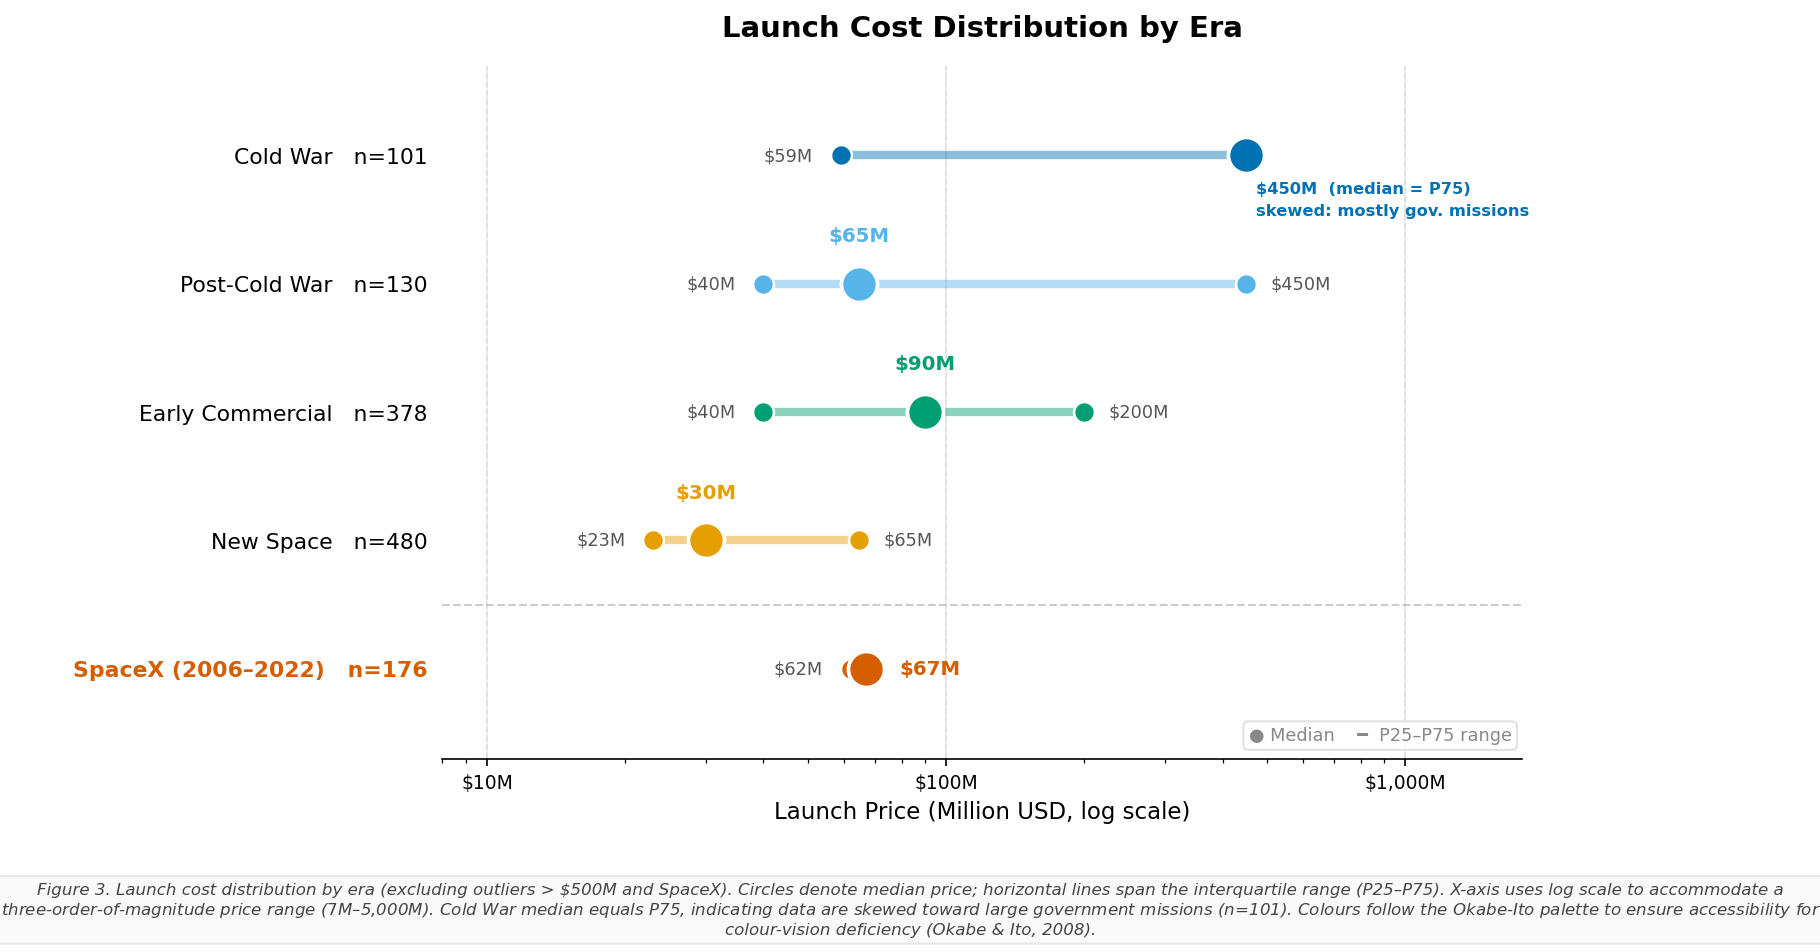 Launch Cost Distribution by Era
Cold War   n=101
$59M
$450M  (median = P75)
skewed: mostly gov. missions
$65M
Post-Cold War   n=130
$40M
$450M
$90M
Early Commercial   n=378
$40M
$200M
$30M
New Space   n=480
$23M
$65M
SpaceX (2006–2022)   n=176
$62M
$67M
Median   P25–P75 range
$10M
$100M
$1,000M
Launch Price (Million USD, log scale)
Figure 3. Launch cost distribution by era (excluding outliers > $500M and SpaceX). Circles denote median price; horizontal lines span the interquartile range (P25–P75). X-axis uses log scale to accommodate a
three-order-of-magnitude price range (7M–5,000M). Cold War median equals P75, indicating data are skewed toward large government missions (n=101). Colours follow the Okabe-Ito palette to ensure accessibility for
colour-vision deficiency (Okabe & Ito, 2008).